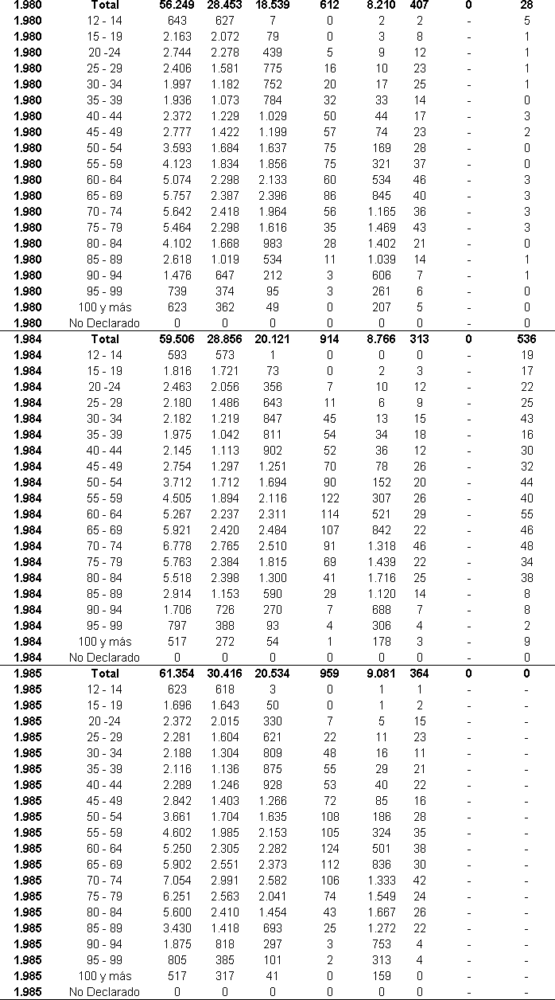 1.980 Total 56.249 28.453 18.539 612 8.210 407 0 28
1.980 12 - 14 643 627 7 0 2 2 - 5
1.980 15 - 19 2.163 2.072 79 0 3 8 - 1
1.980 20 -24 2.744 2.278 439 5 9 12 - 1
1.980 25 - 29 2.406 1.581 775 16 10 23 - 1
1.980 30 - 34 1.997 1.182 752 20 17 25 - 1
1.980 35 - 39 1.936 1.073 784 32 33 14 - 0
1.980 40 - 44 2.372 1.229 1.029 50 44 17 - 3
1.980 45 - 49 2.777 1.422 1.199 57 74 23 - 2
1.980 50 - 54 3.593 1.684 1.637 75 169 28 - 0
1.980 55 - 59 4.123 1.834 1.856 75 321 37 - 0
1.980 60 - 64 5.074 2.298 2.133 60 534 46 - 3
1.980 65 - 69 5.757 2.387 2.396 86 845 40 - 3
1.980 70 - 74 5.642 2.418 1.964 56 1.165 36 - 3
1.980 75 - 79 5.464 2.298 1.616 35 1.469 43 - 3
1.980 80 - 84 4.102 1.668 983 28 1.402 21 - 0
1.980 85 - 89 2.618 1.019 534 11 1.039 14 - 1
1.980 90 - 94 1.476 647 212 3 606 7 - 1
1.980 95 - 99 739 374 95 3 261 6 - 0
1.980 100 y más 623 362 49 0 207 5 - 0
1.980 No Declarado 0 0 0 0 0 0 - 0
1.984 Total 59.506 28.856 20.121 914 8.766 313 0 536
1.984 12 - 14 593 573 1 0 0 0 - 19
1.984 15 - 19 1.816 1.721 73 0 2 3 - 17
1.984 20 -24 2.463 2.056 356 7 10 12 - 22
1.984 25 - 29 2.180 1.486 643 11 6 9 - 25
1.984 30 - 34 2.182 1.219 847 45 13 15 - 43
1.984 35 - 39 1.975 1.042 811 54 34 18 - 16
1.984 40 - 44 2.145 1.113 902 52 36 12 - 30
1.984 45 - 49 2.754 1.297 1.251 70 78 26 - 32
1.984 50 - 54 3.712 1.712 1.694 90 152 20 - 44
1.984 55 - 59 4.505 1.894 2.116 122 307 26 - 40
1.984 60 - 64 5.267 2.237 2.311 114 521 29 - 55
1.984 65 - 69 5.921 2.420 2.484 107 842 22 - 46
1.984 70 - 74 6.778 2.765 2.510 91 1.318 46 - 48
1.984 75 - 79 5.763 2.384 1.815 69 1.439 22 - 34
1.984 80 - 84 5.518 2.398 1.300 41 1.716 25 - 38
1.984 85 - 89 2.914 1.153 590 29 1.120 14 - 8
1.984 90 - 94 1.706 726 270 7 688 7 - 8
1.984 95 - 99 797 388 93 4 306 4 - 2
1.984 100 y más 517 272 54 1 178 3 - 9
1.984 No Declarado 0 0 0 0 0 0 - 0
1.985 Total 61.354 30.416 20.534 959 9.081 364 0 0
1.985 12 - 14 623 618 3 0 1 1 - -
1.985 15 - 19 1.696 1.643 50 0 1 2 - -
1.985 20 -24 2.372 2.015 330 7 5 15 - -
1.985 25 - 29 2.281 1.604 621 22 11 23 - -
1.985 30 - 34 2.188 1.304 809 48 16 11 - -
1.985 35 - 39 2.116 1.136 875 55 29 21 - -
1.985 40 - 44 2.289 1.246 928 53 40 22 - -
1.985 45 - 49 2.842 1.403 1.266 72 85 16 - -
1.985 50 - 54 3.661 1.704 1.635 108 186 28 - -
1.985 55 - 59 4.602 1.985 2.153 105 324 35 - -
1.985 60 - 64 5.250 2.305 2.282 124 501 38 - -
1.985 65 - 69 5.902 2.551 2.373 112 836 30 - -
1.985 70 - 74 7.054 2.991 2.582 106 1.333 42 - -
1.985 75 - 79 6.251 2.563 2.041 74 1.549 24 - -
1.985 80 - 84 5.600 2.410 1.454 43 1.667 26 - -
1.985 85 - 89 3.430 1.418 693 25 1.272 22 - -
1.985 90 - 94 1.875 818 297 3 753 4 - -
1.985 95 - 99 805 385 101 2 313 4 - -
1.985 100 y más 517 317 41 0 159 0 - -
1.985 No Declarado 0 0 0 0 0 0 - -